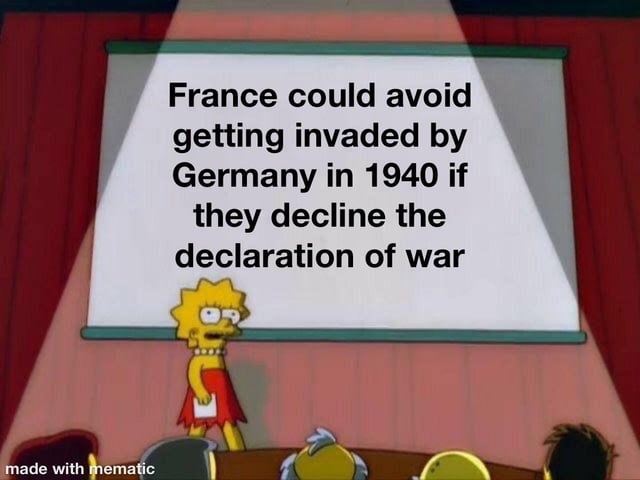 France could avoid
getting invaded by
Germany in 1940 if
they decline the
declaration of war
made with mematic